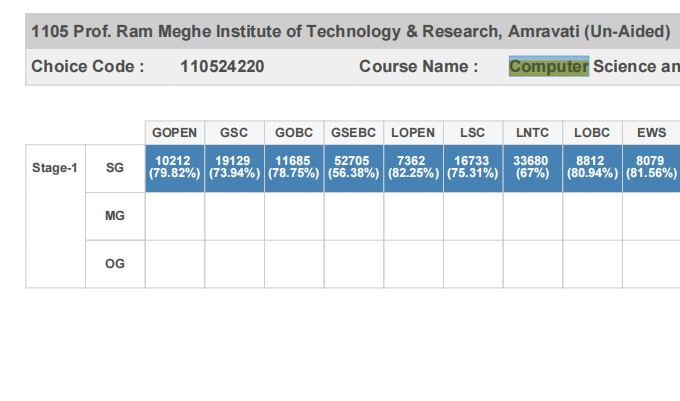 1105 Prof. Ram Meghe Institute of Technology & Research, Amravati (Un-Aided)
Choice Code : 110524220 Course Name : Computer Science an
GOPEN GSC GOBC GSEBC LOPEN LSC LNTC LOBC EWS
Stage-1 SG 10212 19129 11685 52705 7362 16733 33680 8812 8079
(79.82%) (73.94%) (78.75%) (56.38%) (82.25%) (75.31%) (67%) (80.94%) (81.56%)
MG
OG